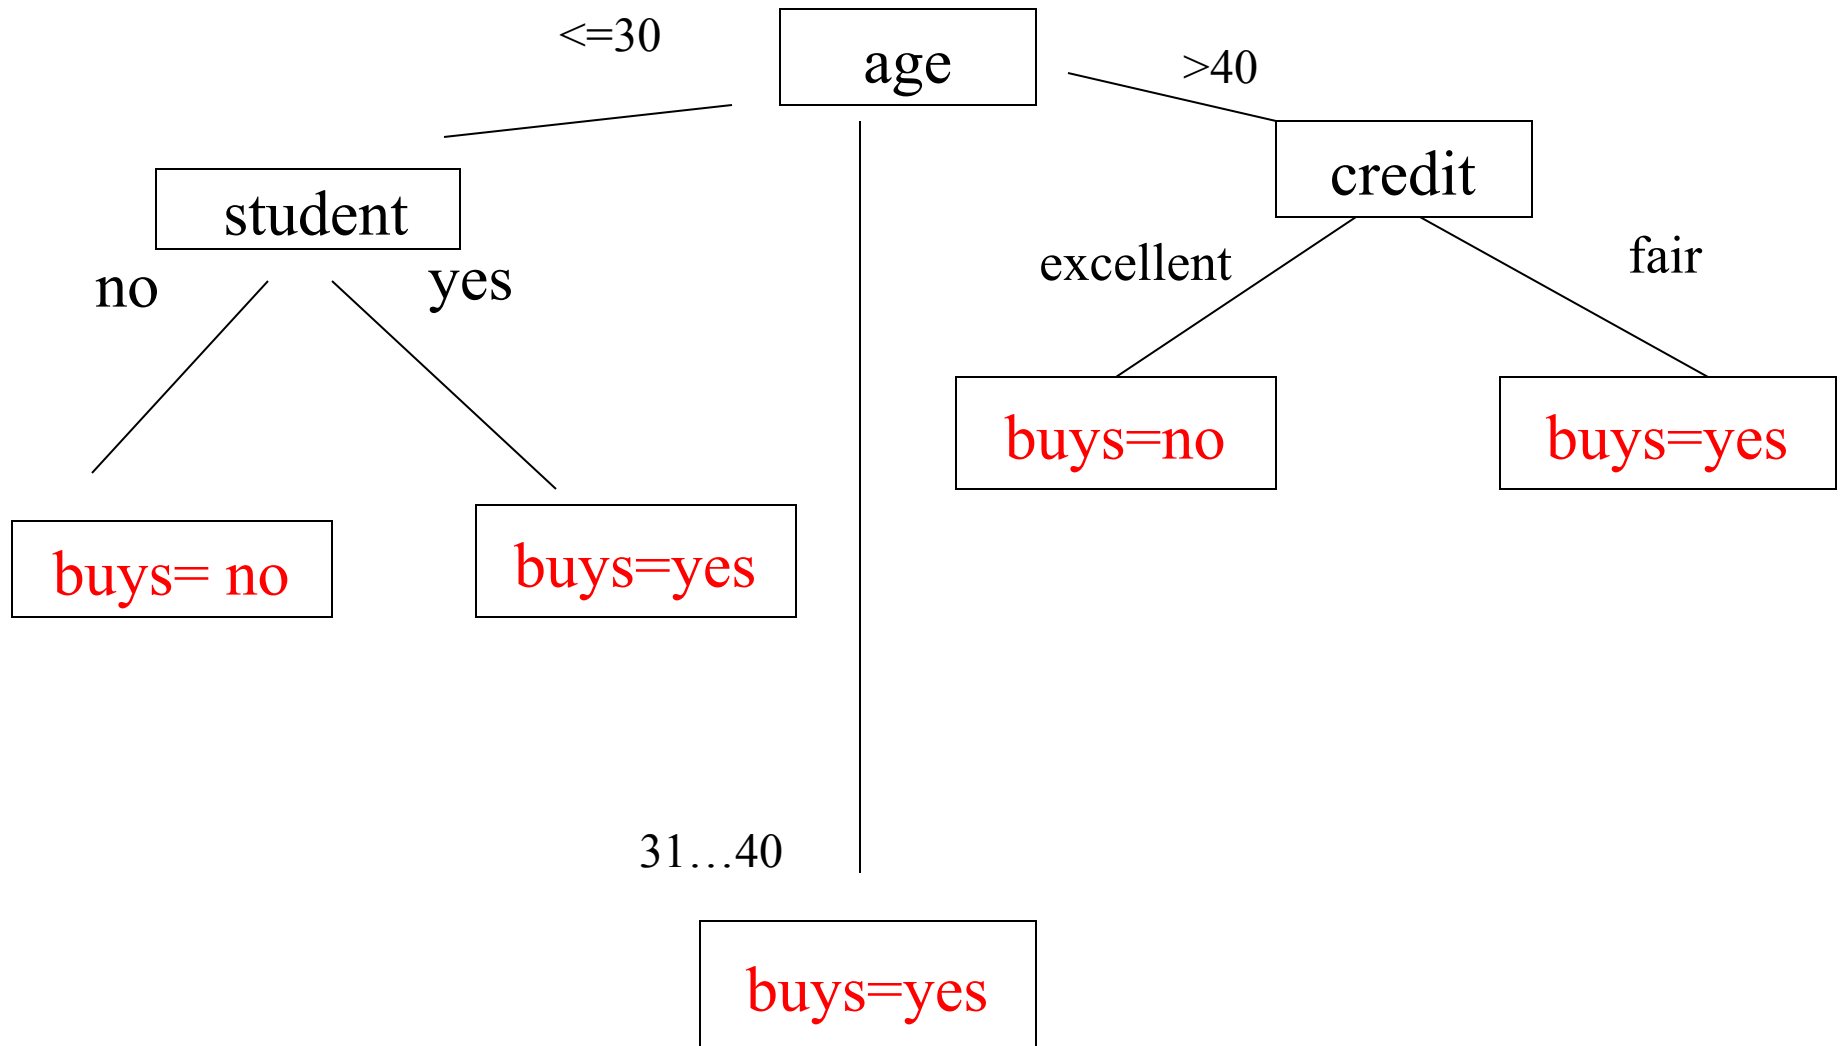 <=30
age
>40
student
credit
no
yes
excellent
fair
buys= no
buys=yes
buys=no
buys=yes
31…40
buys=yes